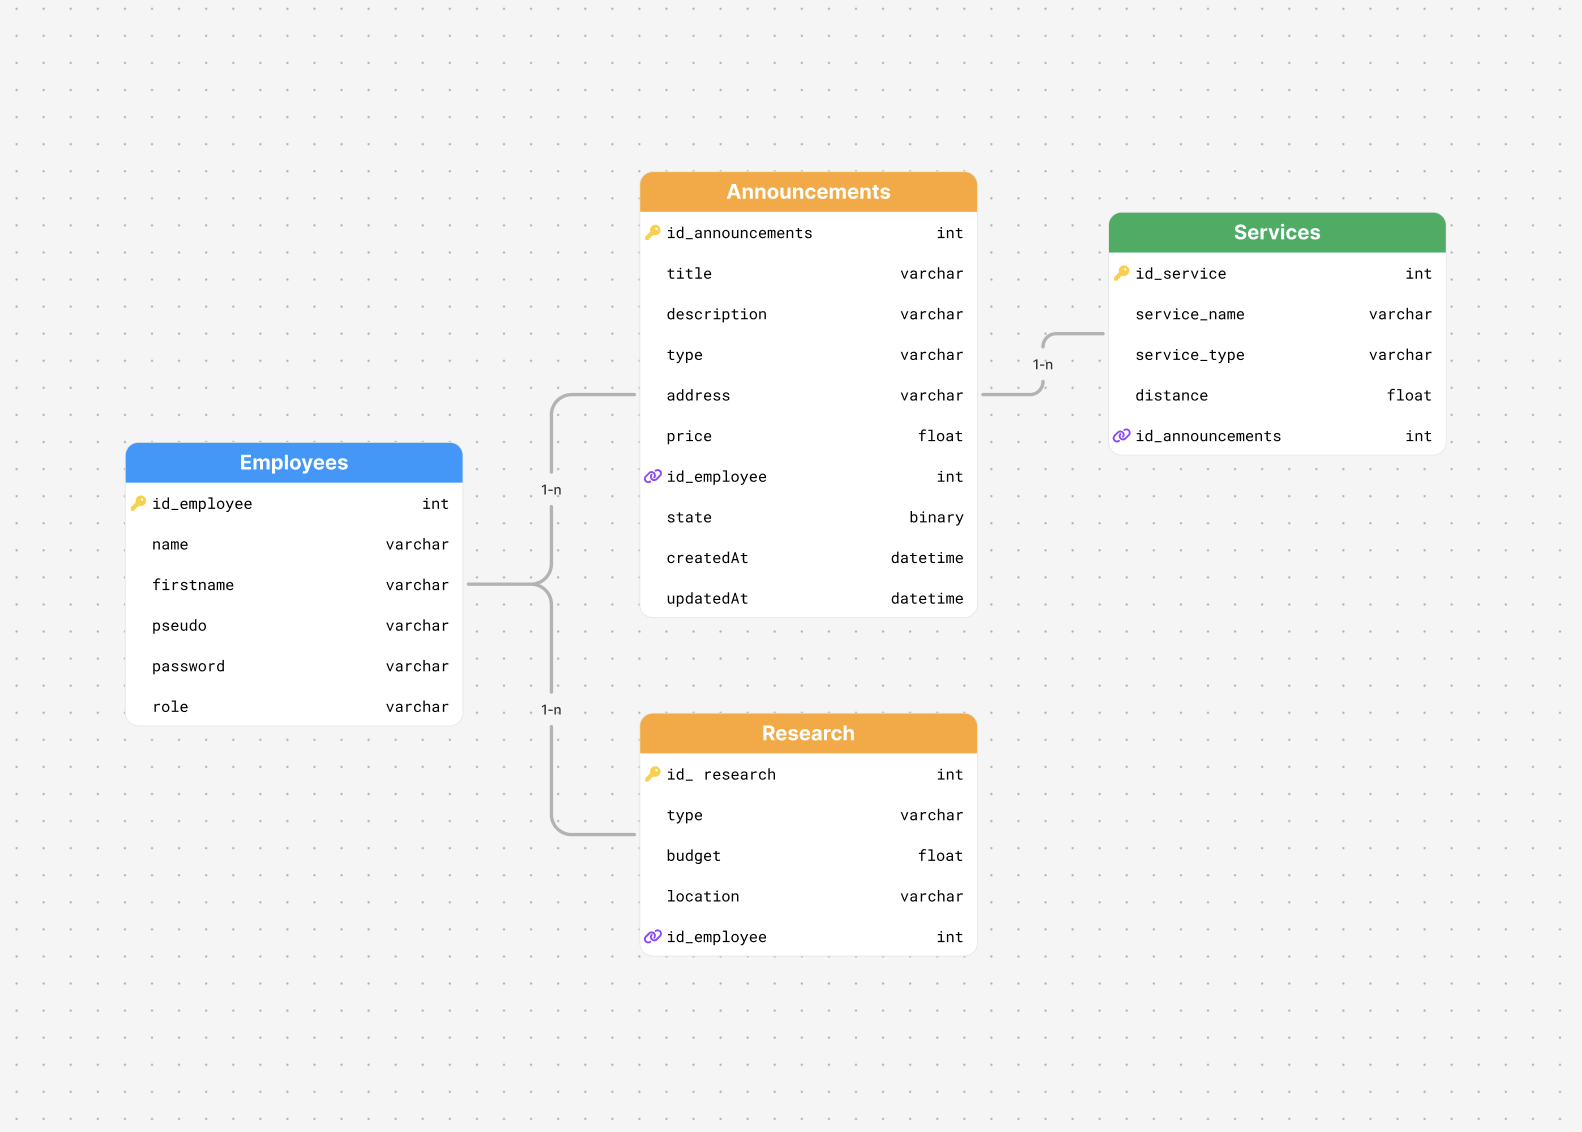 Employees
id_employee int
name varchar
firstname varchar
pseudo varchar
password varchar
role varchar
1-n
1-n
Announcements
id_announcements int
title varchar
description varchar
type varchar
address varchar
price float
id_employee int
state binary
createdAt datetime
updatedAt datetime
Research
id_ research int
type varchar
budget float
location varchar
id_employee int
1-n
Services
id_service int
service_name varchar
service_type varchar
distance float
id_announcements int